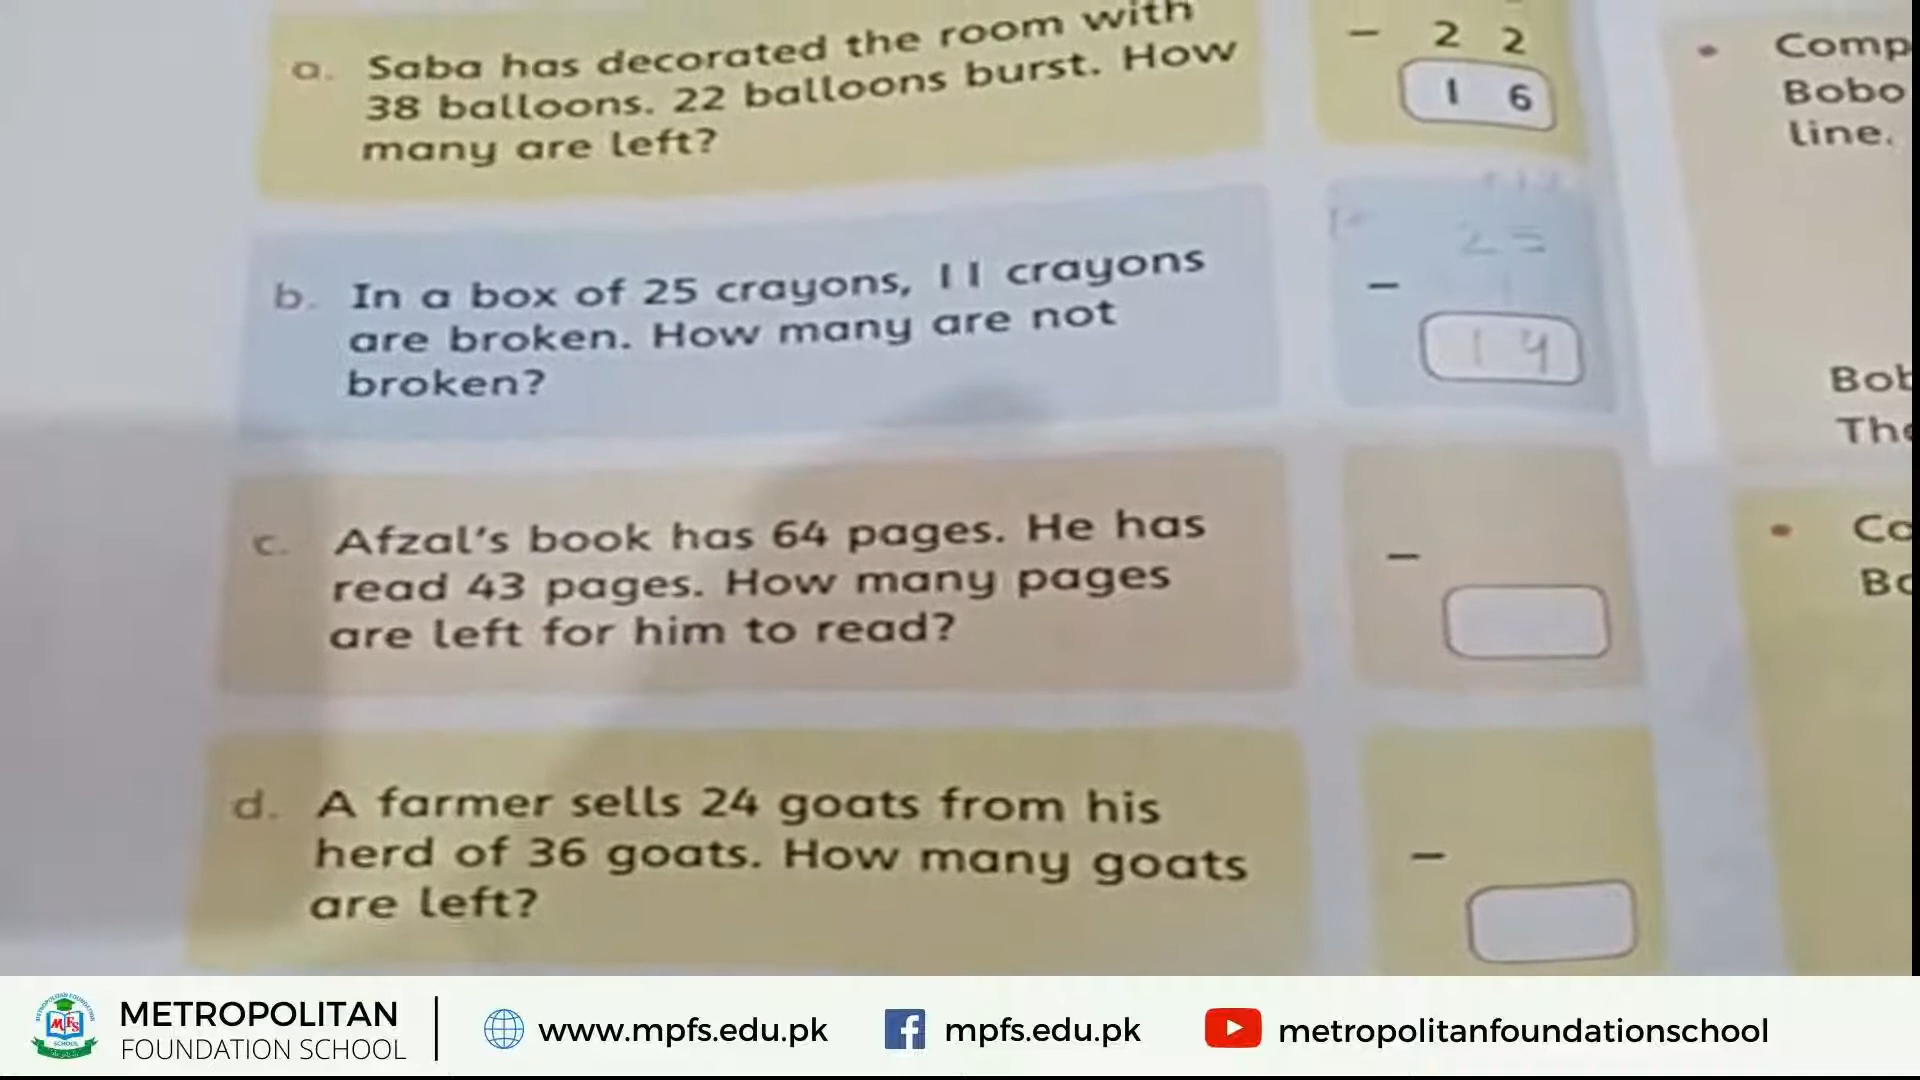 a. Saba has decorated the room with
38 balloons. 22 balloons burst. How
many are left?
- 2 2
1 6
b. In a box of 25 crayons, 11 crayons
are broken. How many are not
broken?
25
-
14
c. Afzal's book has 64 pages. He has
read 43 pages. How many pages
are left for him to read?
-
d. A farmer sells 24 goats from his
herd of 36 goats. How many goats
are left?
-
• Comp
Bobo
line.
Bob
The
• Co
Bo
MFS
SCHOOL
METROPOLITAN
FOUNDATION SCHOOL
www.mpfs.edu.pk
mpfs.edu.pk
metropolitanfoundationschool